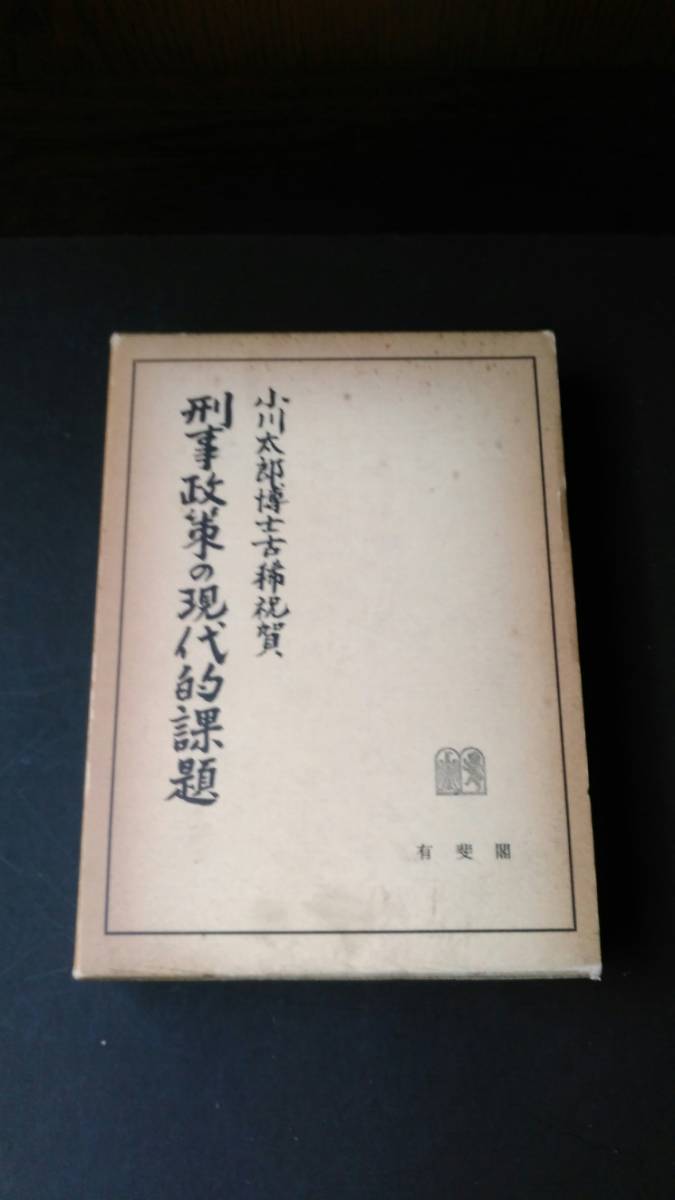 小川太郎博士古稀祝賀
刑事政策の現代的課題
有斐閣